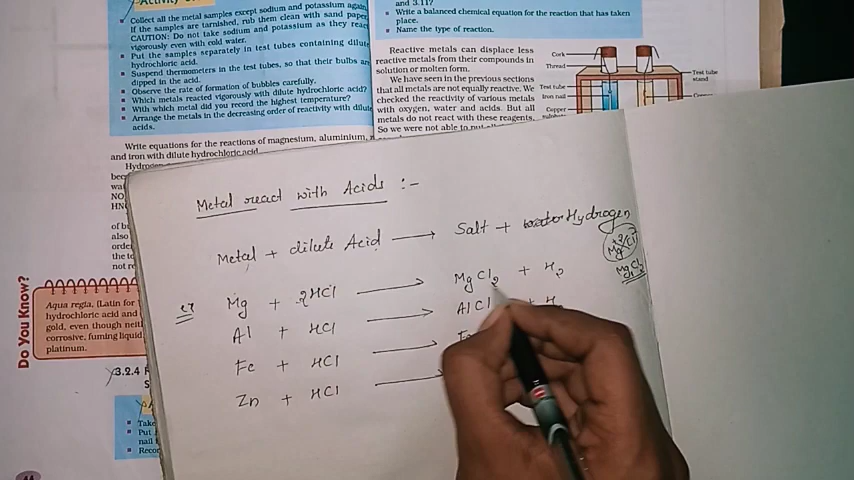 Activity
Collect all the metal samples except sodium and potassium again.
If the samples are tarnished, rub them clean with sand paper.
CAUTION: Do not take sodium and potassium as they react
vigorously even with cold water.
Put the samples separately in test tubes containing dilute
hydrochloric acid.
Suspend thermometers in the test tubes, so that their bulbs are
dipped in the acid.
Observe the rate of formation of bubbles carefully.
Which metals reacted vigorously with dilute hydrochloric acid?
With which metal did you record the highest temperature?
Arrange the metals in the decreasing order of reactivity with dilute
acids.
Write equations for the reactions of magnesium, aluminium,
and iron with dilute hydrochloric acid.
and 3.11?
Write a balanced chemical equation for the reaction that has taken
place.
Name the type of reaction.
Reactive metals can displace less
reactive metals from their compounds in
solution or molten form.
We have seen in the previous sections
that all metals are not equally reactive. We
checked the reactivity of various metals
with oxygen, water and acids. But all
metals do not react with these reagents.
So we were not able to put
Cork
Thread
Test tube
Iron nail
Copper
Test tube
stand
Metal react with Acids :-
Metal + dilute Acid → Salt + Hydrogen
Mg + 2HCl → MgCl2 + H2
Al + HCl → AlCl + H2
Fe + HCl → Fe
Zn + HCl →
MgCl2
Do You Know?
Aqua regia, (Latin for
hydrochloric acid and
gold, even though neit
corrosive, fuming liquid
platinum.
3.2.4
Take
Put
nail
Recor